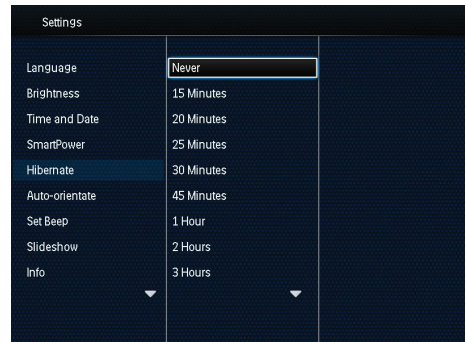 Settings
Language
Brightness
Time and Date
SmartPower
Hibernate
Auto-orientate
Set Beep
Slideshow
Info
Never
15 Minutes
20 Minutes
25 Minutes
30 Minutes
45 Minutes
1 Hour
2 Hours
3 Hours